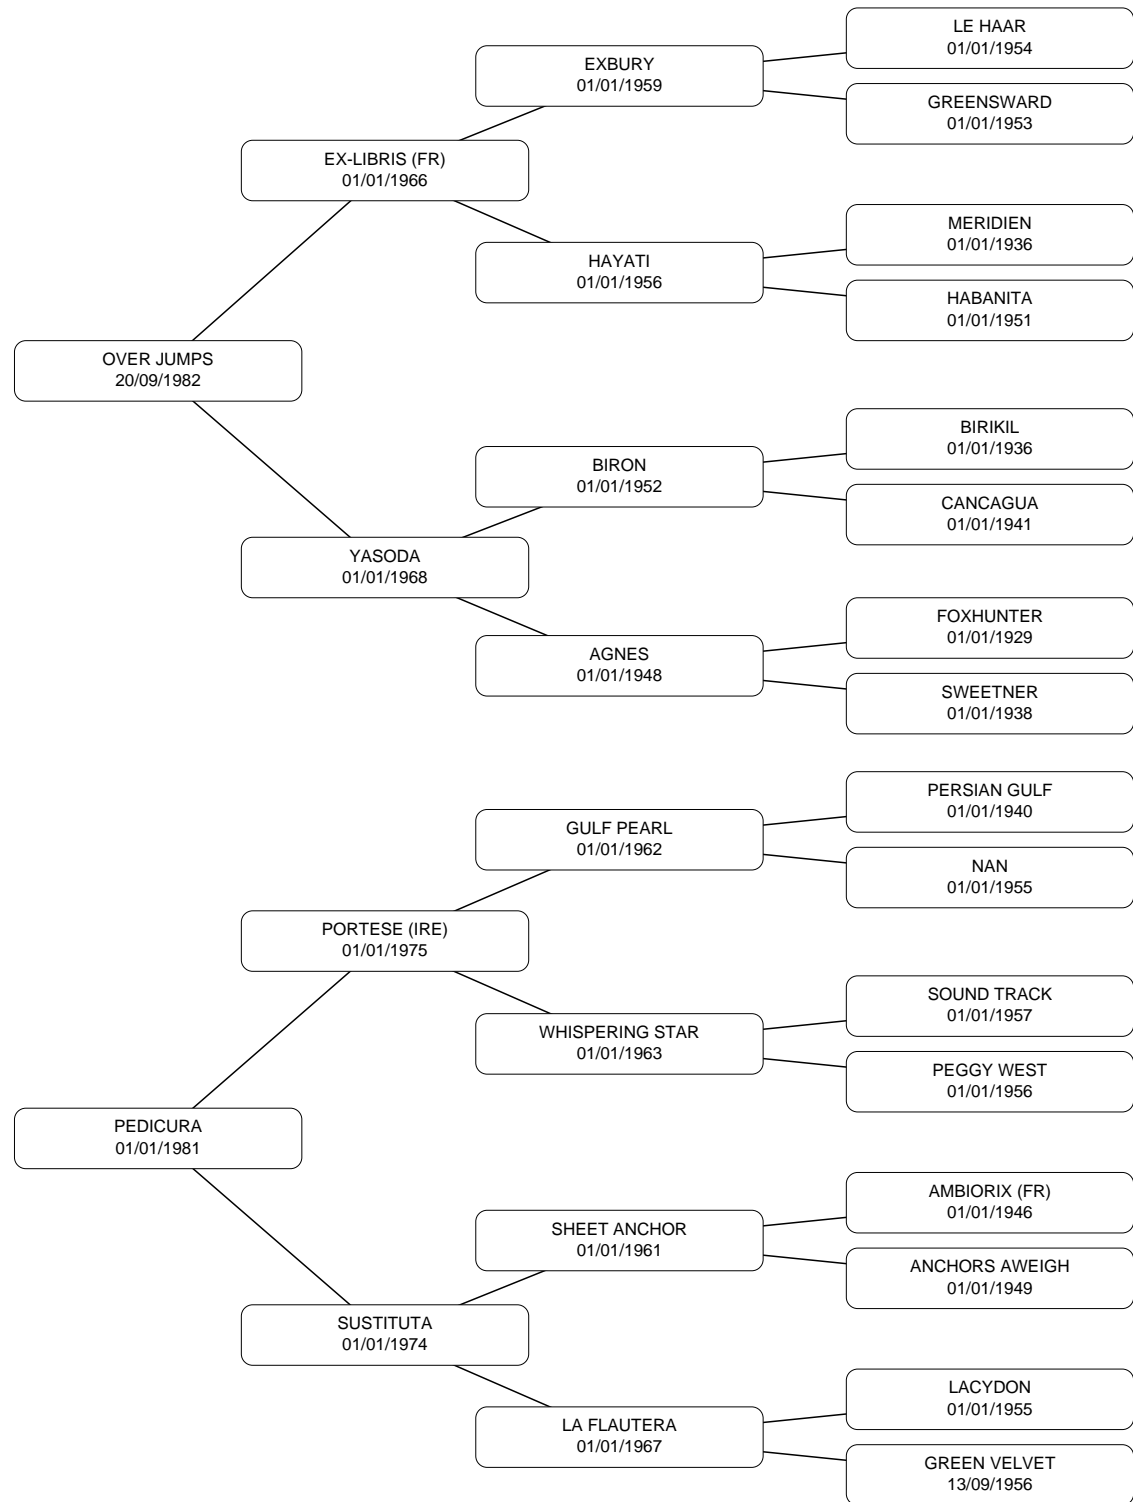 LE HAAR
01/01/1954
EXBURY
01/01/1959
GREENSWARD
01/01/1953
EX-LIBRIS (FR)
01/01/1966
MERIDIEN
01/01/1936
HAYATI
01/01/1956
HABANITA
01/01/1951
OVER JUMPS
20/09/1982
BIRIKIL
01/01/1936
BIRON
01/01/1952
CANCAGUA
01/01/1941
YASODA
01/01/1968
FOXHUNTER
01/01/1929
AGNES
01/01/1948
SWEETNER
01/01/1938
PERSIAN GULF
01/01/1940
GULF PEARL
01/01/1962
NAN
01/01/1955
PORTESE (IRE)
01/01/1975
SOUND TRACK
01/01/1957
WHISPERING STAR
01/01/1963
PEGGY WEST
01/01/1956
PEDICURA
01/01/1981
AMBIORIX (FR)
01/01/1946
SHEET ANCHOR
01/01/1961
ANCHORS AWEIGH
01/01/1949
SUSTITUTA
01/01/1974
LACYDON
01/01/1955
LA FLAUTERA
01/01/1967
GREEN VELVET
13/09/1956